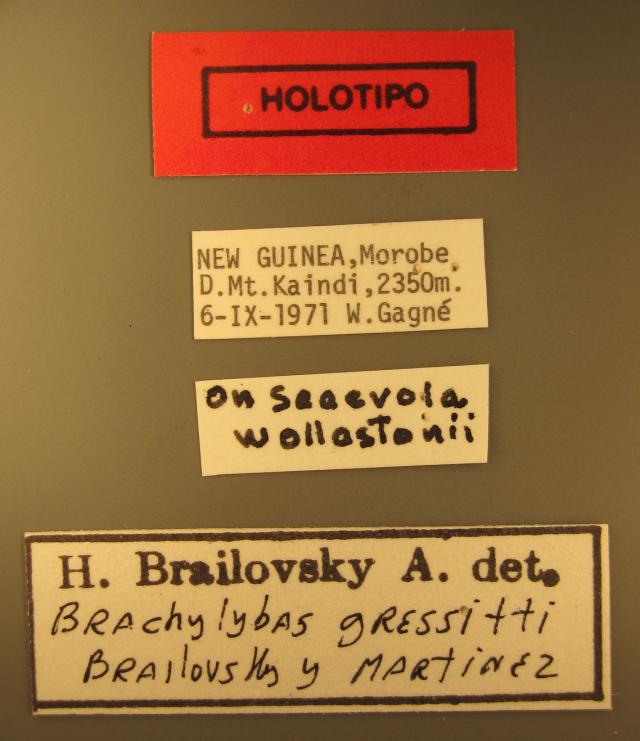 HOLOTIPO
NEW GUINEA,Morobe
D.Mt.Kaindi,2350m.
6-IX-1971 W.Gagné
on Scaevola
wollastonii
H. Brailovsky A. det.
BRAchylybas gRESSitti
BRAIlovsky y MARtiNEZ